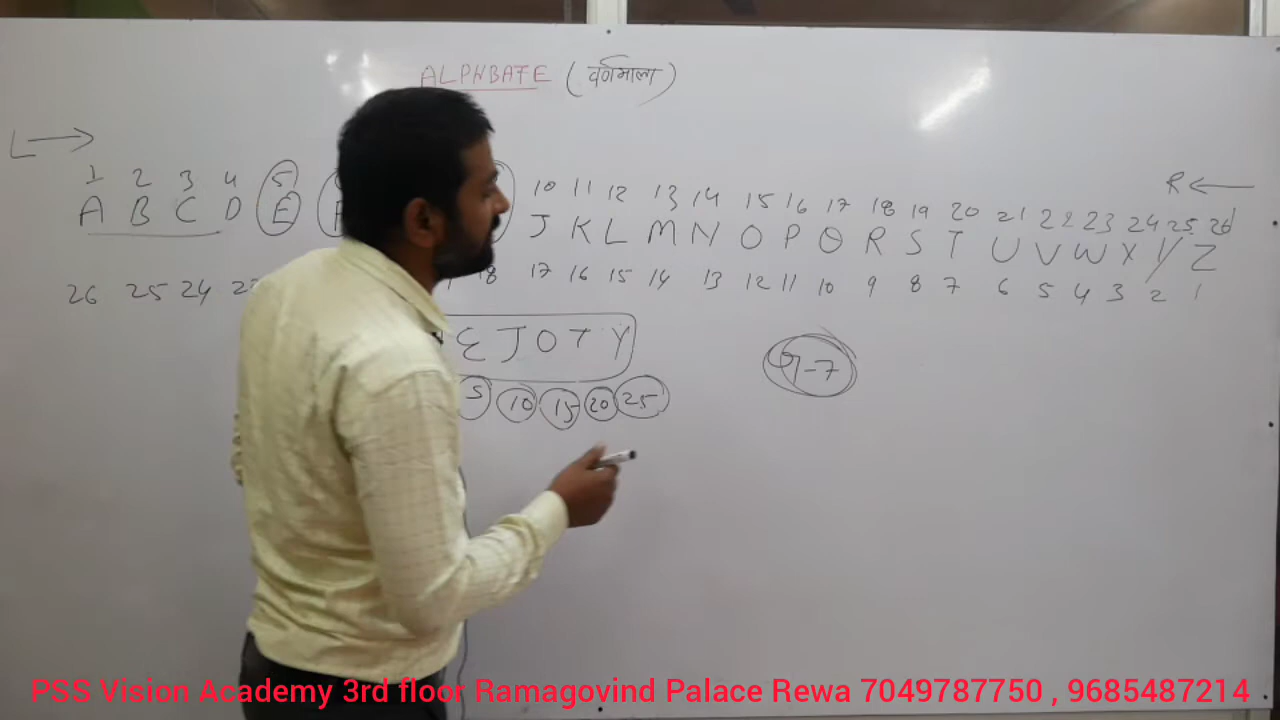 ALPHBATE (वर्णमाला)
L →
R ←
1 2 3 4 5 10 11 12 13 14 15 16 17 18 19 20 21 22 23 24 25 26
A B C D E J K L M N O P Q R S T U V W X Y Z
26 25 24 23 18 17 16 15 14 13 12 11 10 9 8 7 6 5 4 3 2 1
E J O T Y
5 10 15 20 25
G-7
PSS Vision Academy 3rd floor Ramagovind Palace Rewa 7049787750 , 9685487214